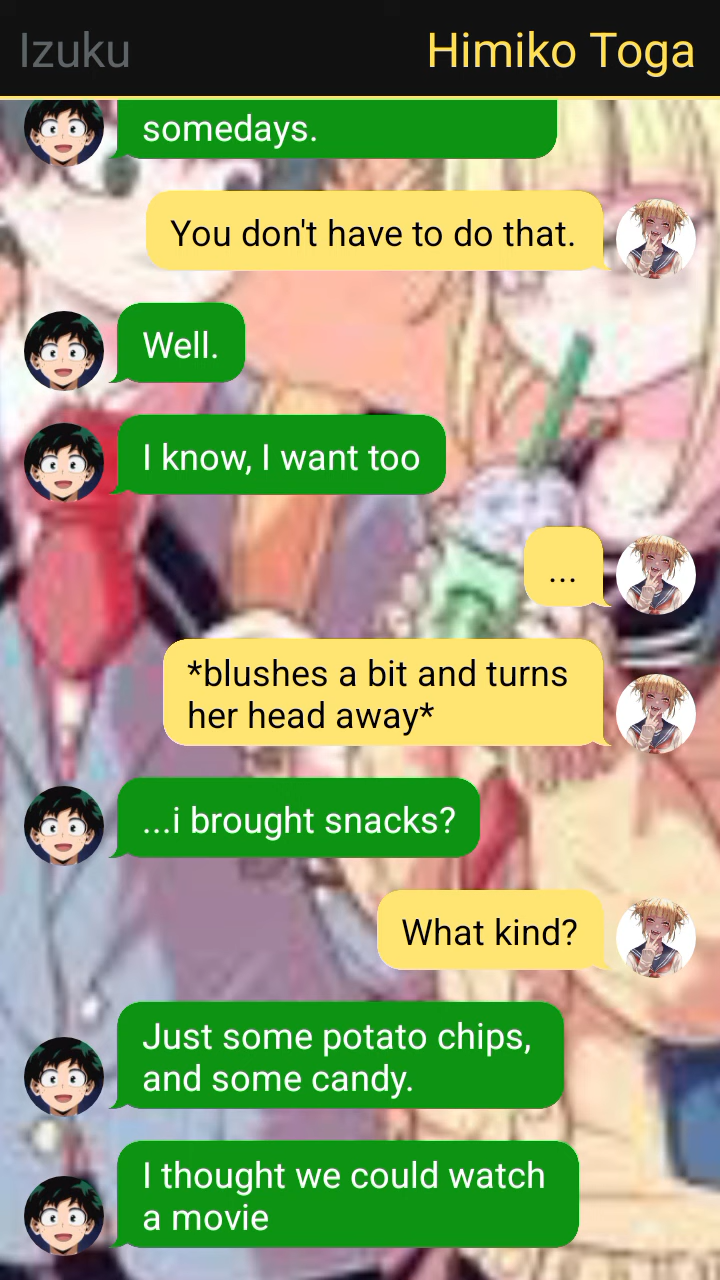 Izuku
Himiko Toga
somedays.
You don't have to do that.
Well.
I know, I want too
...
*blushes a bit and turns
her head away*
...i brought snacks?
What kind?
Just some potato chips,
and some candy.
I thought we could watch
a movie